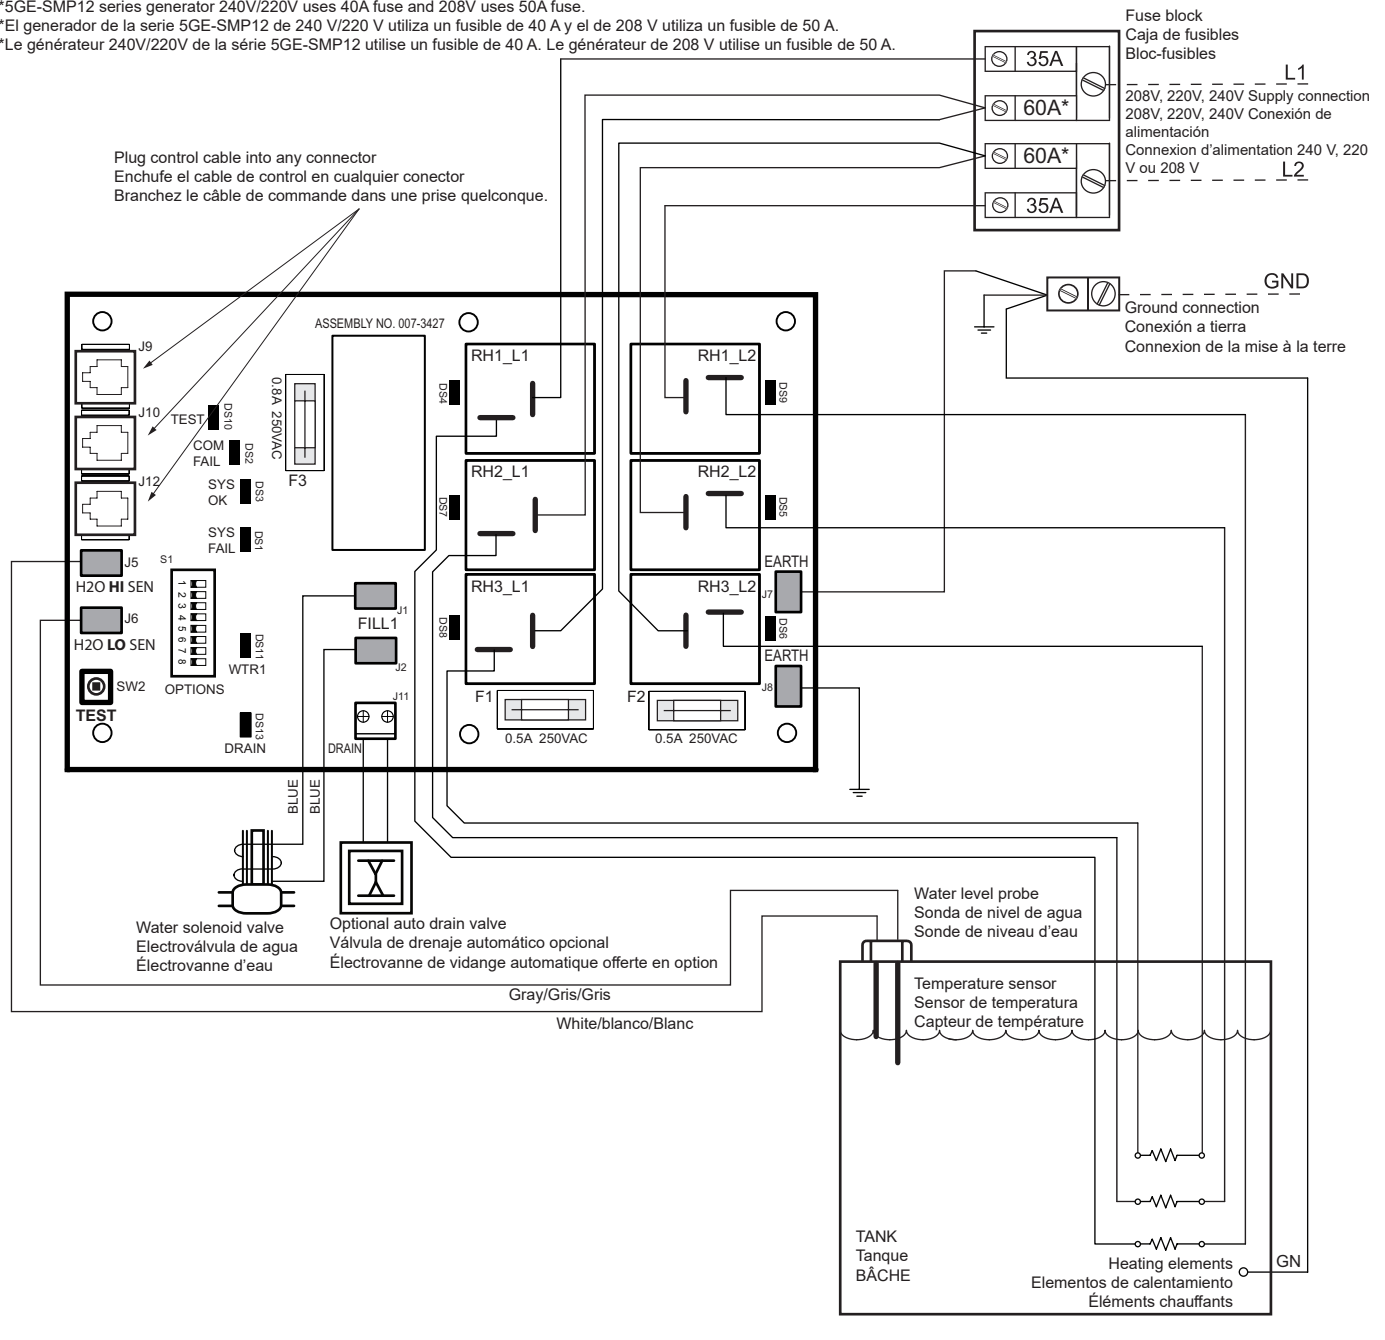 *5GE-SMP12 series generator 240V/220V uses 40A fuse and 208V uses 50A fuse.
*El generador de la serie 5GE-SMP12 de 240 V/220 V utiliza un fusible de 40 A y el de 208 V utiliza un fusible de 50 A.
*Le générateur 240V/220V de la série 5GE-SMP12 utilise un fusible de 40 A. Le générateur de 208 V utilise un fusible de 50 A.
Fuse block
Caja de fusibles
Bloc-fusibles
35A
60A*
60A*
35A
L1
208V, 220V, 240V Supply connection
208V, 220V, 240V Conexión de
alimentación
Connexion d'alimentation 240 V, 220
V ou 208 V
L2
Plug control cable into any connector
Enchufe el cable de control en cualquier conector
Branchez le câble de commande dans une prise quelconque.
GND
Ground connection
Conexión a tierra
Connexion de la mise à la terre
ASSEMBLY NO. 007-3427
J9
J10
J12
TEST
DS10
COM
FAIL
DS2
SYS
OK
DS3
SYS
FAIL
DS1
0.8A 250VAC
F3
RH1_L1
DS4
RH1_L2
DS9
RH2_L1
DS7
RH2_L2
DS5
RH3_L1
DS8
RH3_L2
DS6
EARTH
J7
EARTH
J8
J5
H2O HI SEN
J6
H2O LO SEN
SW2
TEST
S1
1
2
3
4
5
6
7
8
OPTIONS
DS11
WTR1
DS13
DRAIN
J1
FILL1
J2
J11
DRAIN
F1
0.5A 250VAC
F2
0.5A 250VAC
BLUE
BLUE
Water solenoid valve
Electroválvula de agua
Électrovanne d'eau
Optional auto drain valve
Válvula de drenaje automático opcional
Électrovanne de vidange automatique offerte en option
Gray/Gris/Gris
White/blanco/Blanc
Water level probe
Sonda de nivel de agua
Sonde de niveau d'eau
Temperature sensor
Sensor de temperatura
Capteur de température
TANK
Tanque
BÂCHE
Heating elements
Elementos de calentamiento
Éléments chauffants
GN